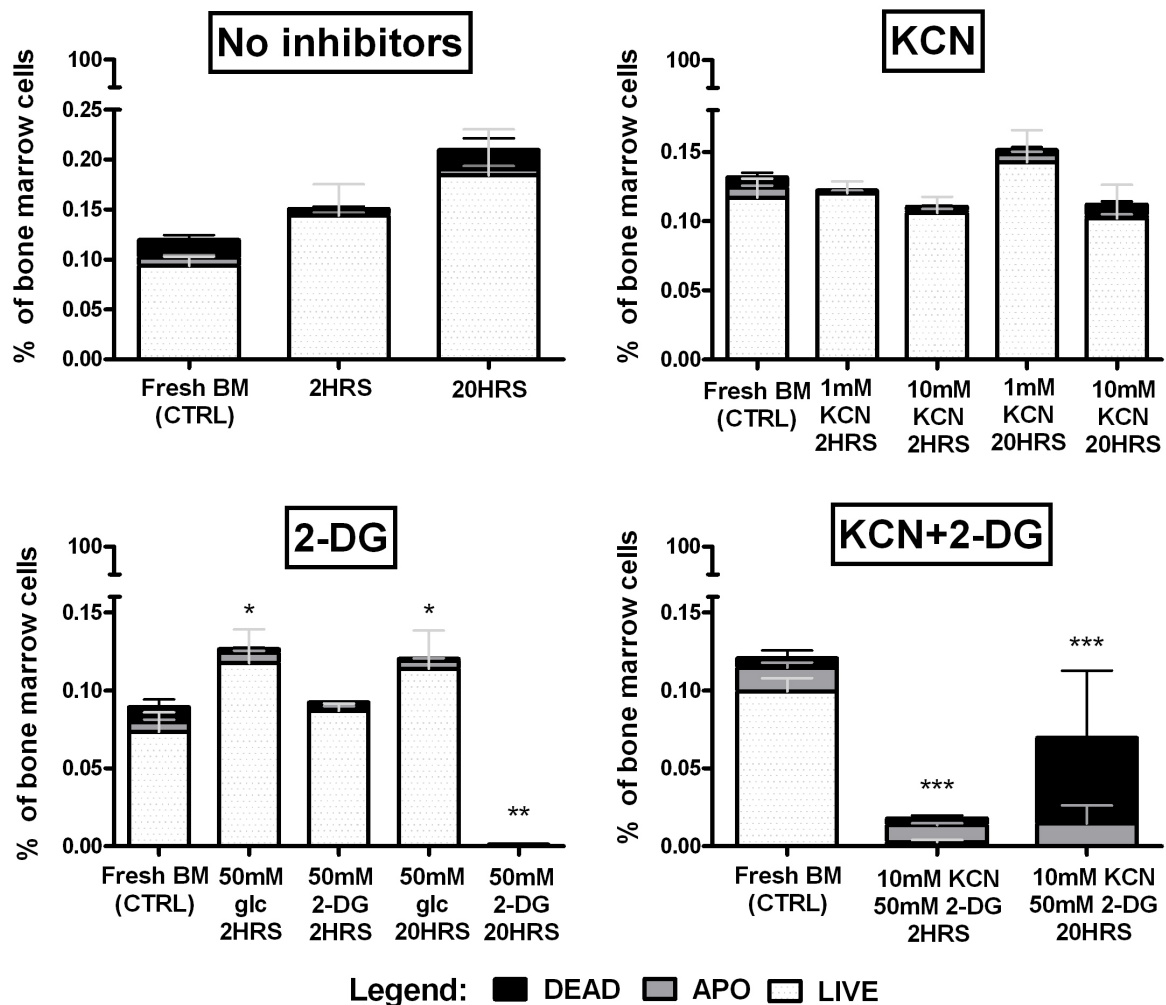 No inhibitors
% of bone marrow cells
100
0.25
0.20
0.15
0.10
0.05
0.00
Fresh BM
(CTRL)
2HRS
20HRS
KCN
% of bone marrow cells
100
0.15
0.10
0.05
0.00
Fresh BM
(CTRL)
1mM
KCN
2HRS
10mM
KCN
2HRS
1mM
KCN
20HRS
10mM
KCN
20HRS
2-DG
% of bone marrow cells
100
0.15
0.10
0.05
0.00
*
*
**
Fresh BM
(CTRL)
50mM
glc
2HRS
50mM
2-DG
2HRS
50mM
glc
20HRS
50mM
2-DG
20HRS
KCN+2-DG
% of bone marrow cells
100
0.15
0.10
0.05
0.00
***
***
Fresh BM
(CTRL)
10mM KCN
50mM 2-DG
2HRS
10mM KCN
50mM 2-DG
20HRS
Legend: DEAD APO LIVE